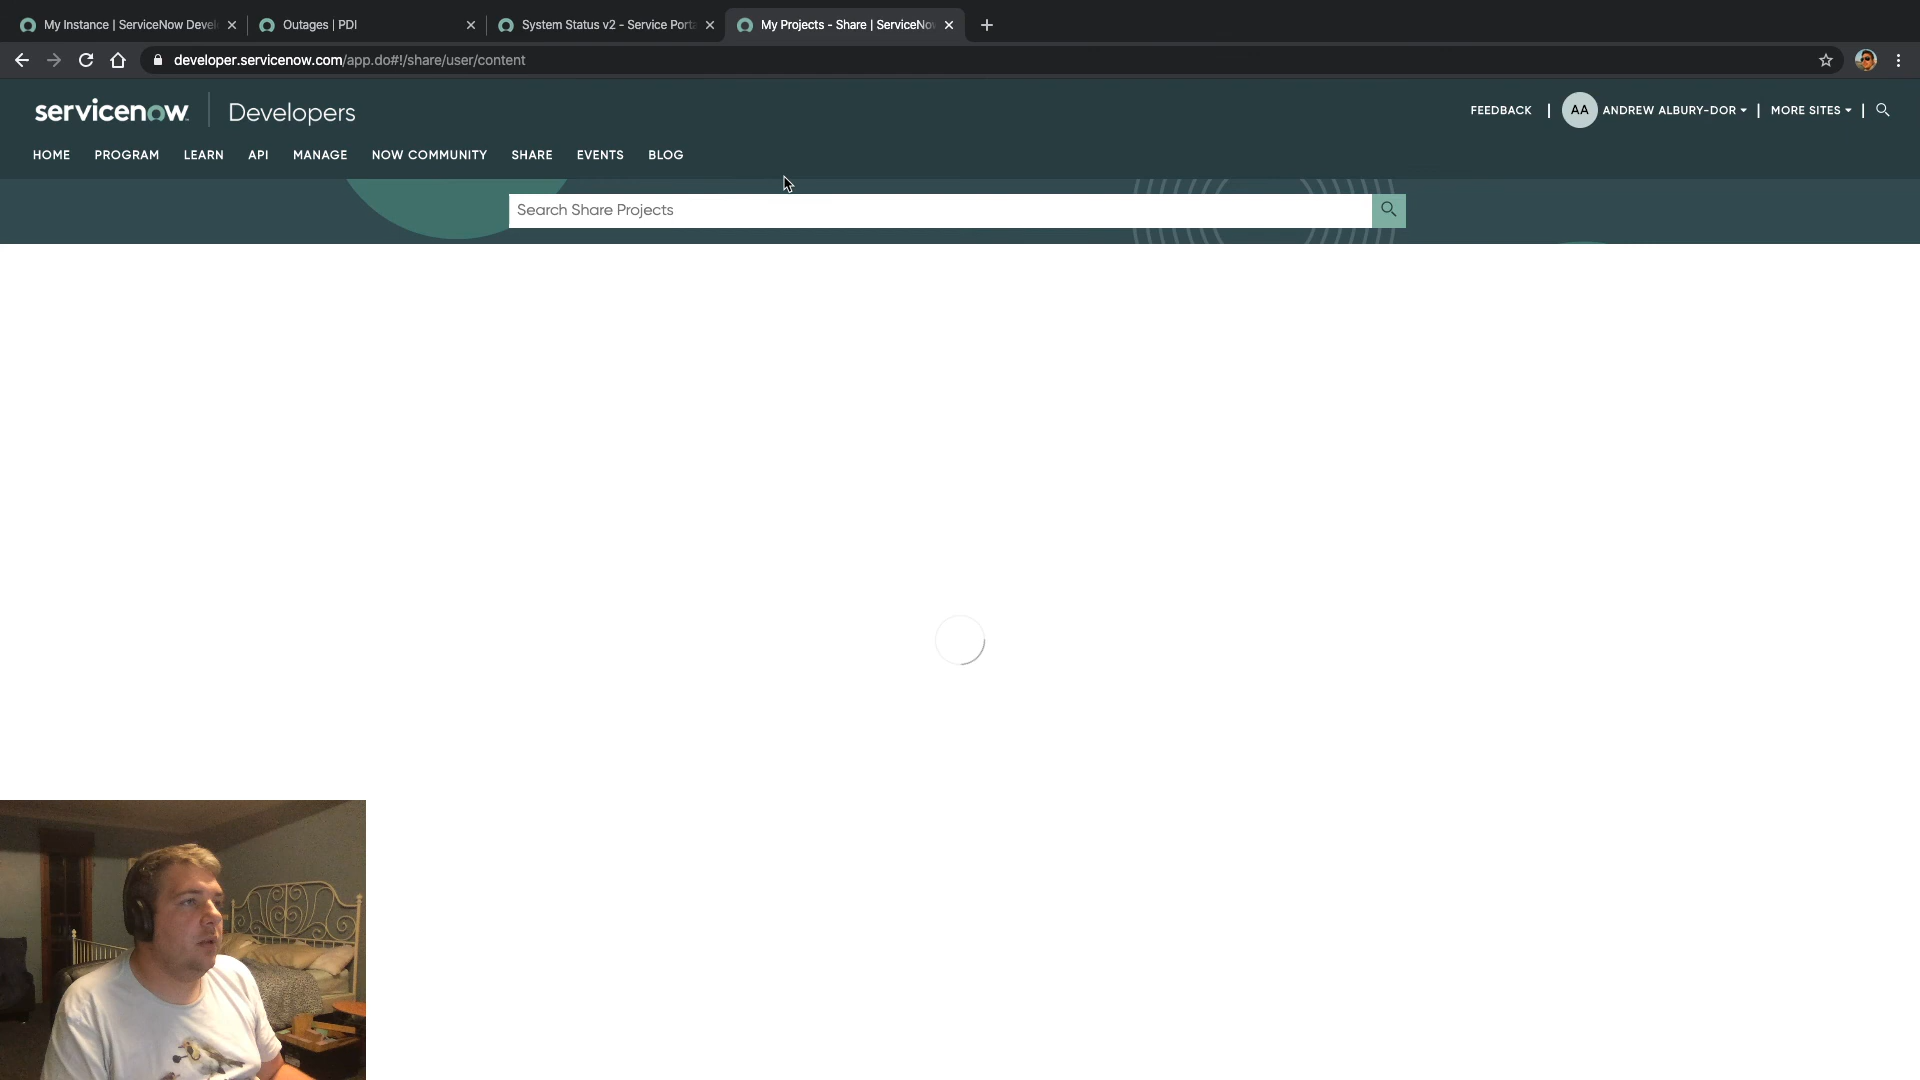 My Instance | ServiceNow Devel
Outages | PDI
System Status v2 - Service Porta
My Projects - Share | ServiceNow
developer.servicenow.com/app.do#!/share/user/content
servicenow
Developers
FEEDBACK
AA
ANDREW ALBURY-DOR
MORE SITES
HOME
PROGRAM
LEARN
API
MANAGE
NOW COMMUNITY
SHARE
EVENTS
BLOG
Search Share Projects